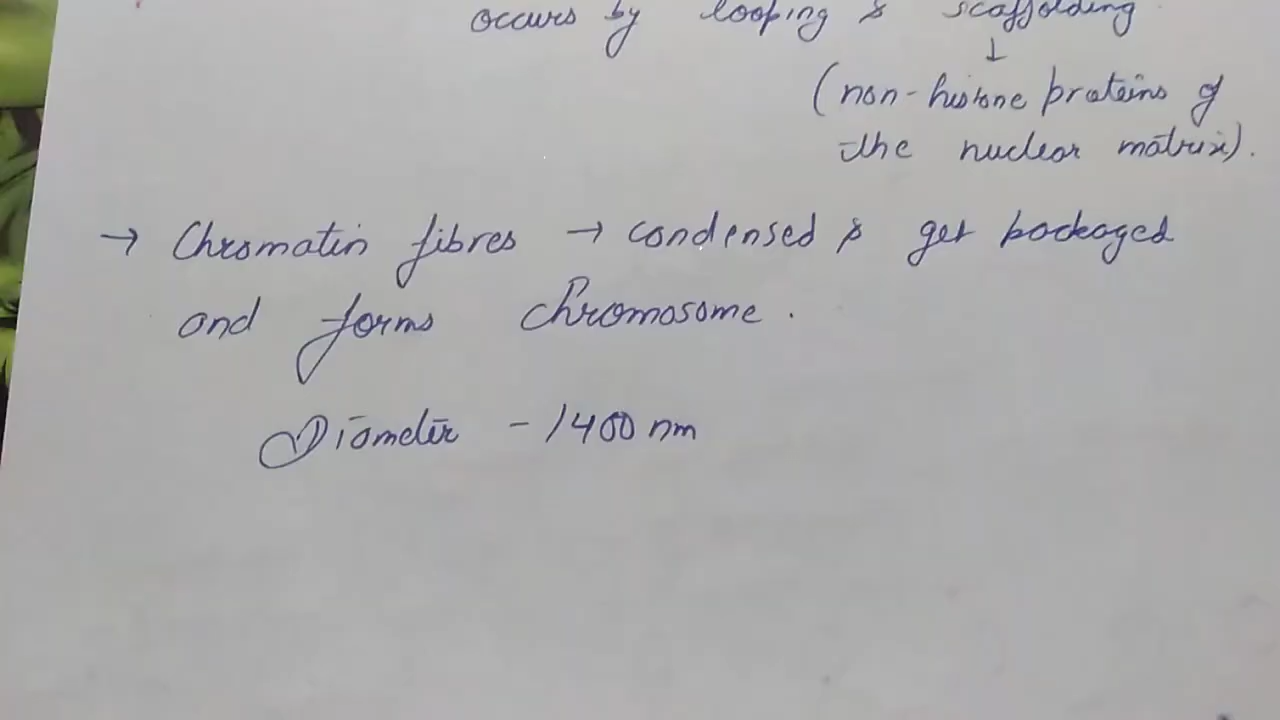 occurs by looping & scaffolding
↓
(non-histone proteins of
the nuclear matrix).
→ Chromatin fibres → condensed & get packaged
and forms chromosome.
Diameter - 1400 nm